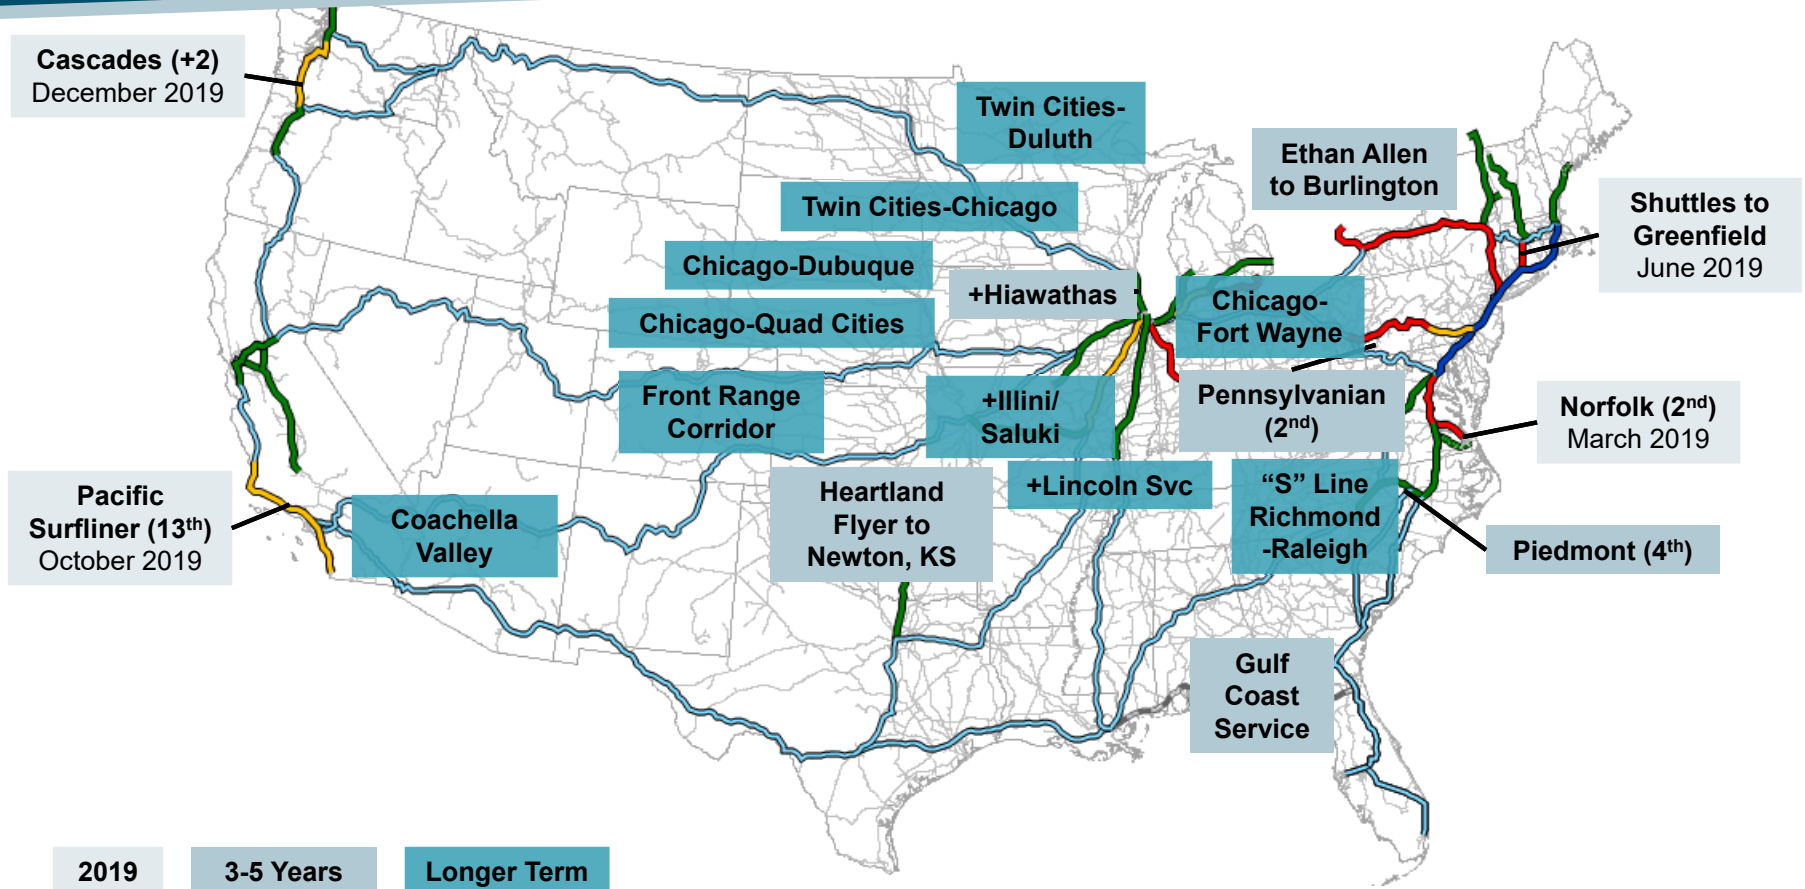 Cascades (+2)
December 2019
Twin Cities-
Duluth
Ethan Allen
to Burlington
Twin Cities-Chicago
Shuttles to
Greenfield
June 2019
Chicago-Dubuque
+Hiawathas
Chicago-
Fort Wayne
Chicago-Quad Cities
Front Range
Corridor
+Illini/
Saluki
Pennsylvanian
(2nd)
Norfolk (2nd)
March 2019
Pacific
Surfliner (13th)
October 2019
Coachella
Valley
Heartland
Flyer to
Newton, KS
+Lincoln Svc
“S” Line
Richmond
-Raleigh
Piedmont (4th)
Gulf
Coast
Service
2019
3-5 Years
Longer Term